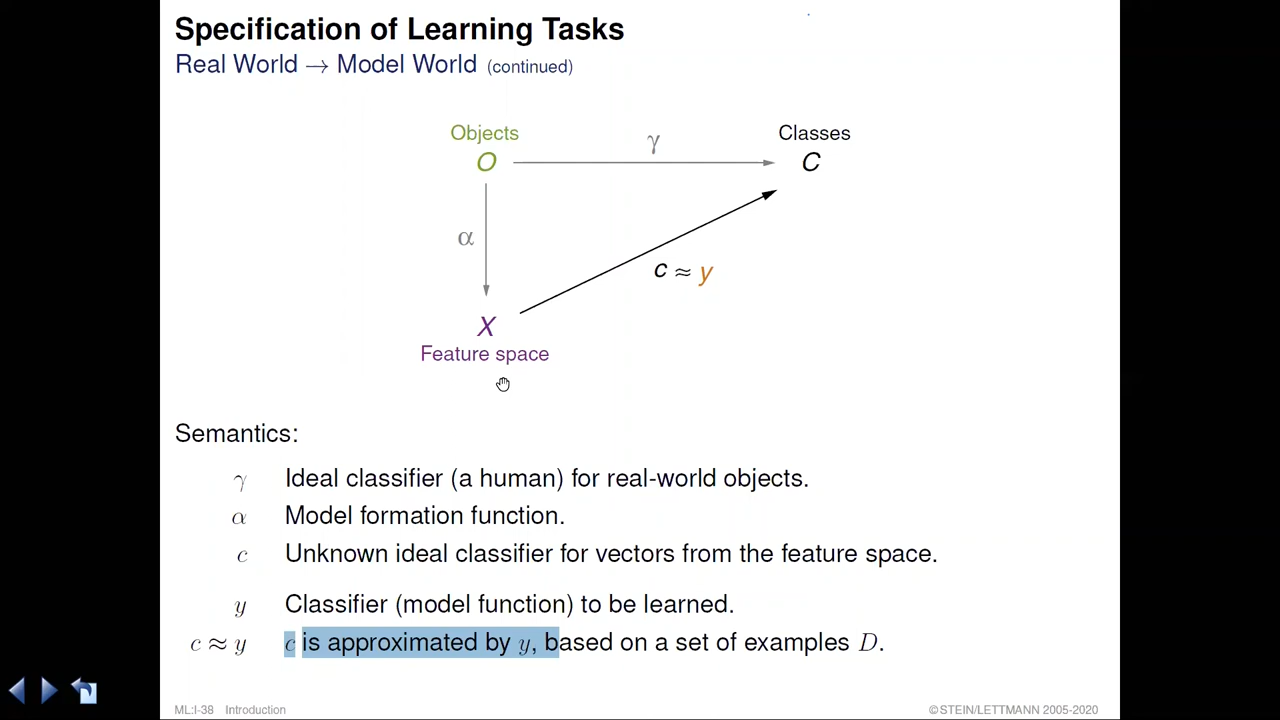 Specification of Learning Tasks
Real World → Model World (continued)
Objects
Classes
O
γ
C
α
c ≈ y
X
Feature space
Semantics:
γ Ideal classifier (a human) for real-world objects.
α Model formation function.
c Unknown ideal classifier for vectors from the feature space.
y Classifier (model function) to be learned.
c ≈ y c is approximated by y, based on a set of examples D.
ML:I-38 Introduction
©STEIN/LETTMANN 2005-2020